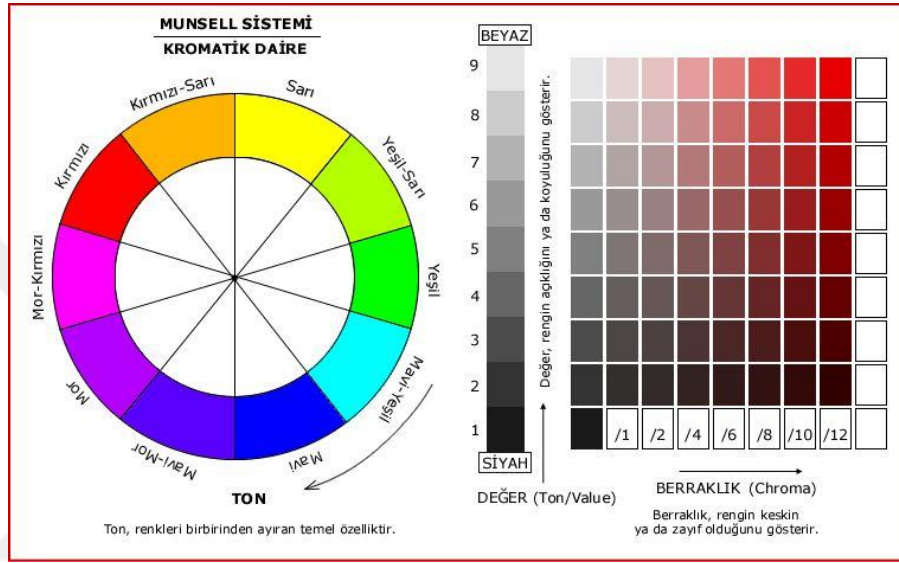 MUNSELL SİSTEMİ
KROMATİK DAİRE
Sarı
Yeşil-Sarı
Yeşil
Mavi-Yeşil
Mavi
Mavi-Mor
Mor
Mor-Kırmızı
Kırmızı
Kırmızı-Sarı
TON
Ton, renkleri birbirinden ayıran temel özelliktir.
BEYAZ
9
8
7
6
5
4
3
2
1
SİYAH
Değer, rengin açıklığını ya da koyuluğunu gösterir.
DEĞER (Ton/Value)
/1 /2 /4 /6 /8 /10 /12
BERRAKLIK (Chroma)
Berraklık, rengin keskin
ya da zayıf olduğunu gösterir.